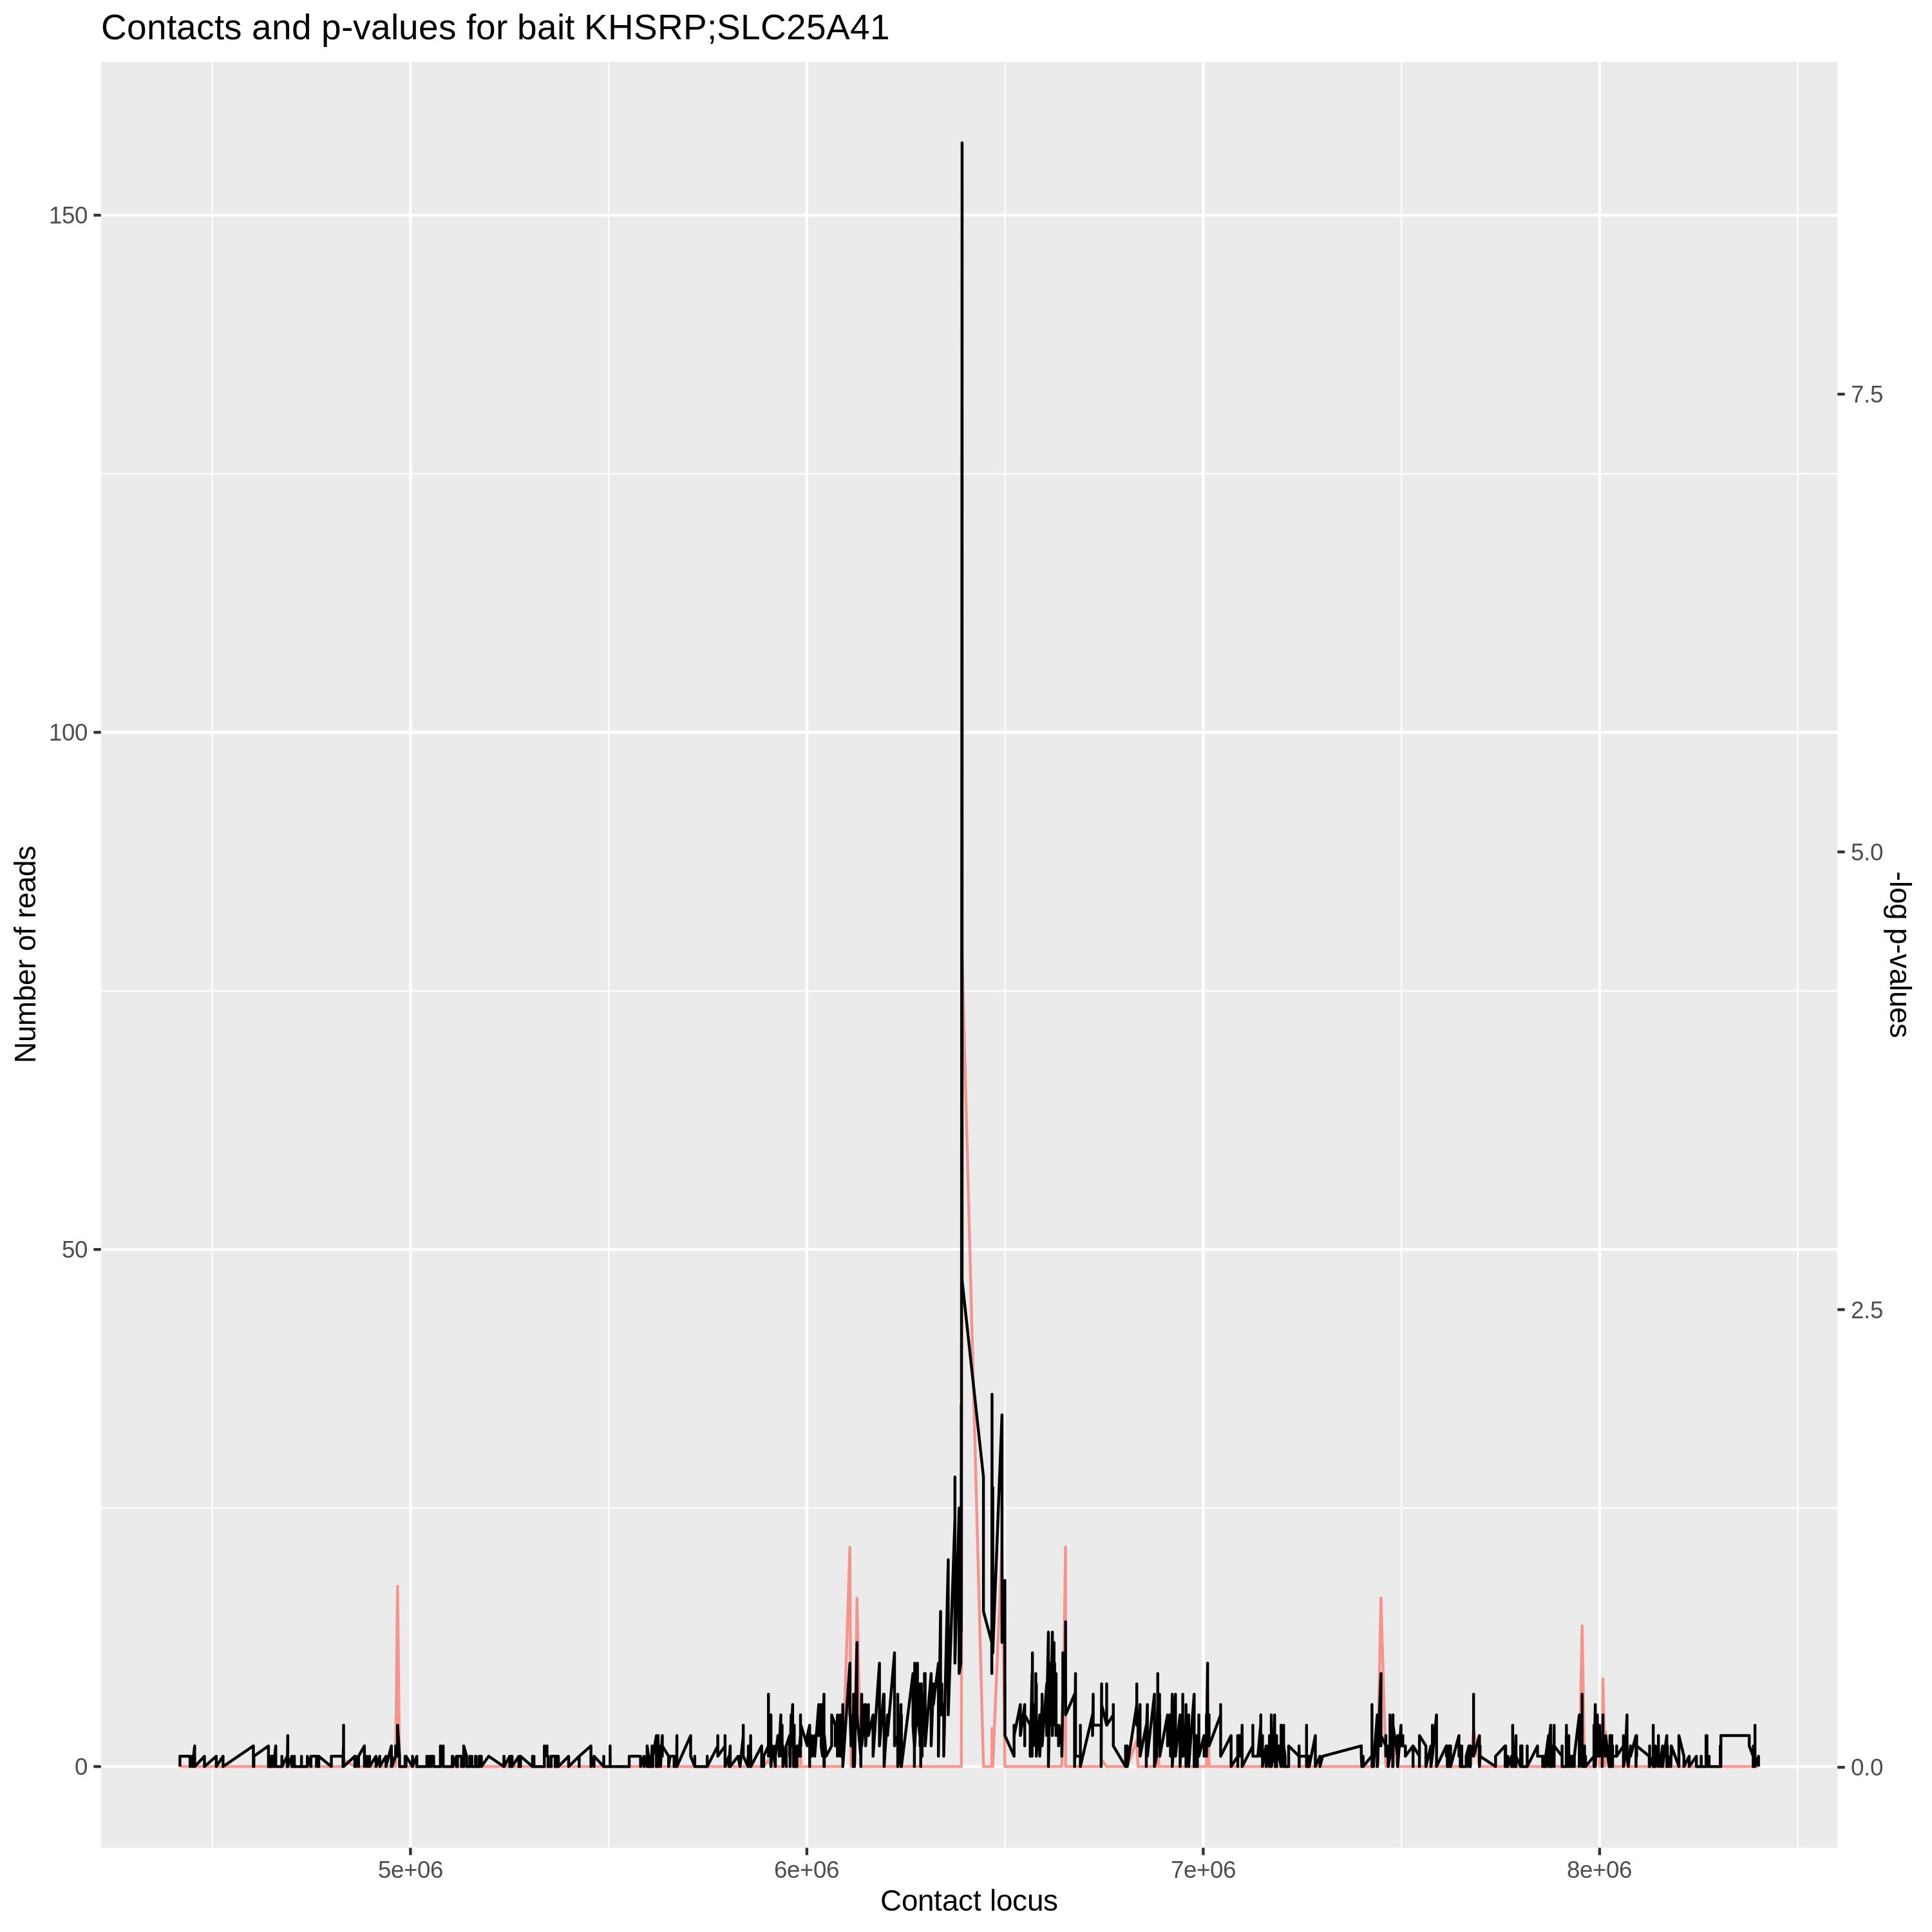 Contacts and p-values for bait KHSRP;SLC25A41
150
100
50
0
Number of reads
7.5
5.0
2.5
0.0
-log p-values
5e+06
6e+06
7e+06
8e+06
Contact locus